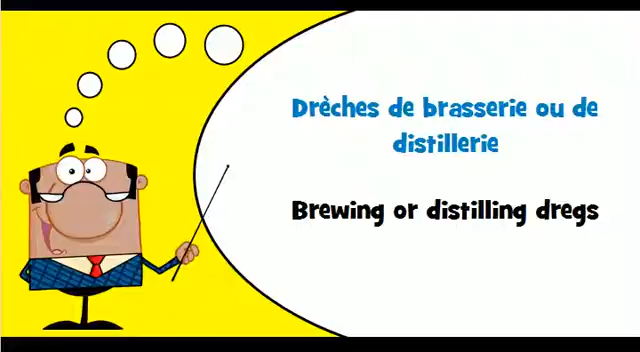 Drèches de brasserie ou de
distillerie
Brewing or distilling dregs